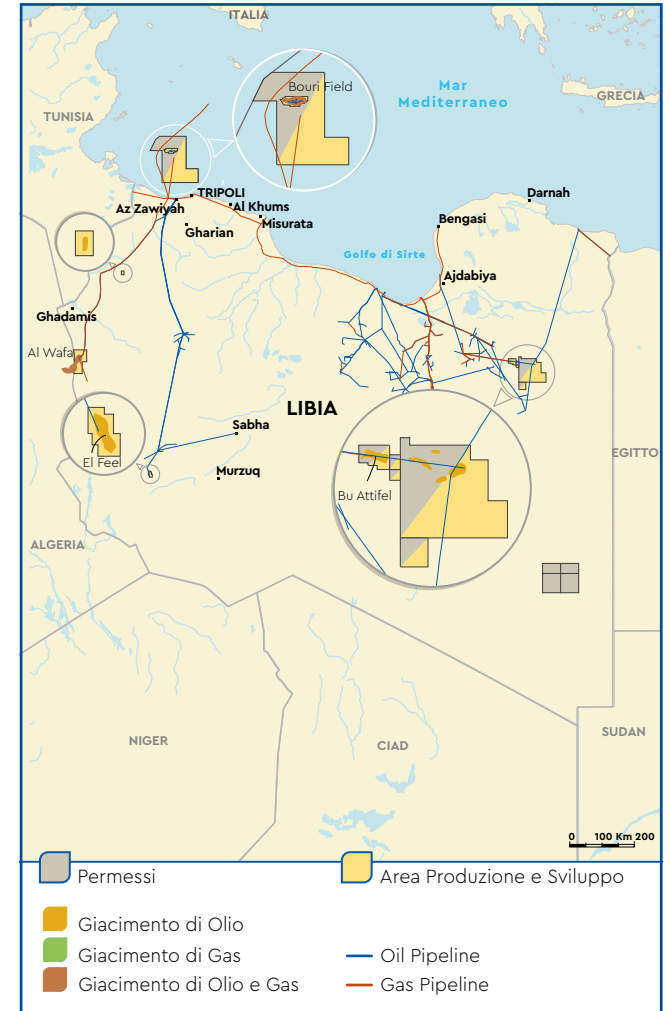 ITALIA
Bouri Field
Mar
Mediterraneo
GRECIA
TUNISIA
TRIPOLI
Az Zawiyah
Al Khums
Misurata
Gharian
Darnah
Bengasi
Golfo di Sirte
Ajdabiya
Ghadamis
Al Wafa
LIBIA
Sabha
El Feel
Murzuq
Bu Attifel
EGITTO
ALGERIA
NIGER
CIAD
SUDAN
0 100 Km 200
Permessi
Area Produzione e Sviluppo
Giacimento di Olio
Giacimento di Gas
Oil Pipeline
Giacimento di Olio e Gas
Gas Pipeline